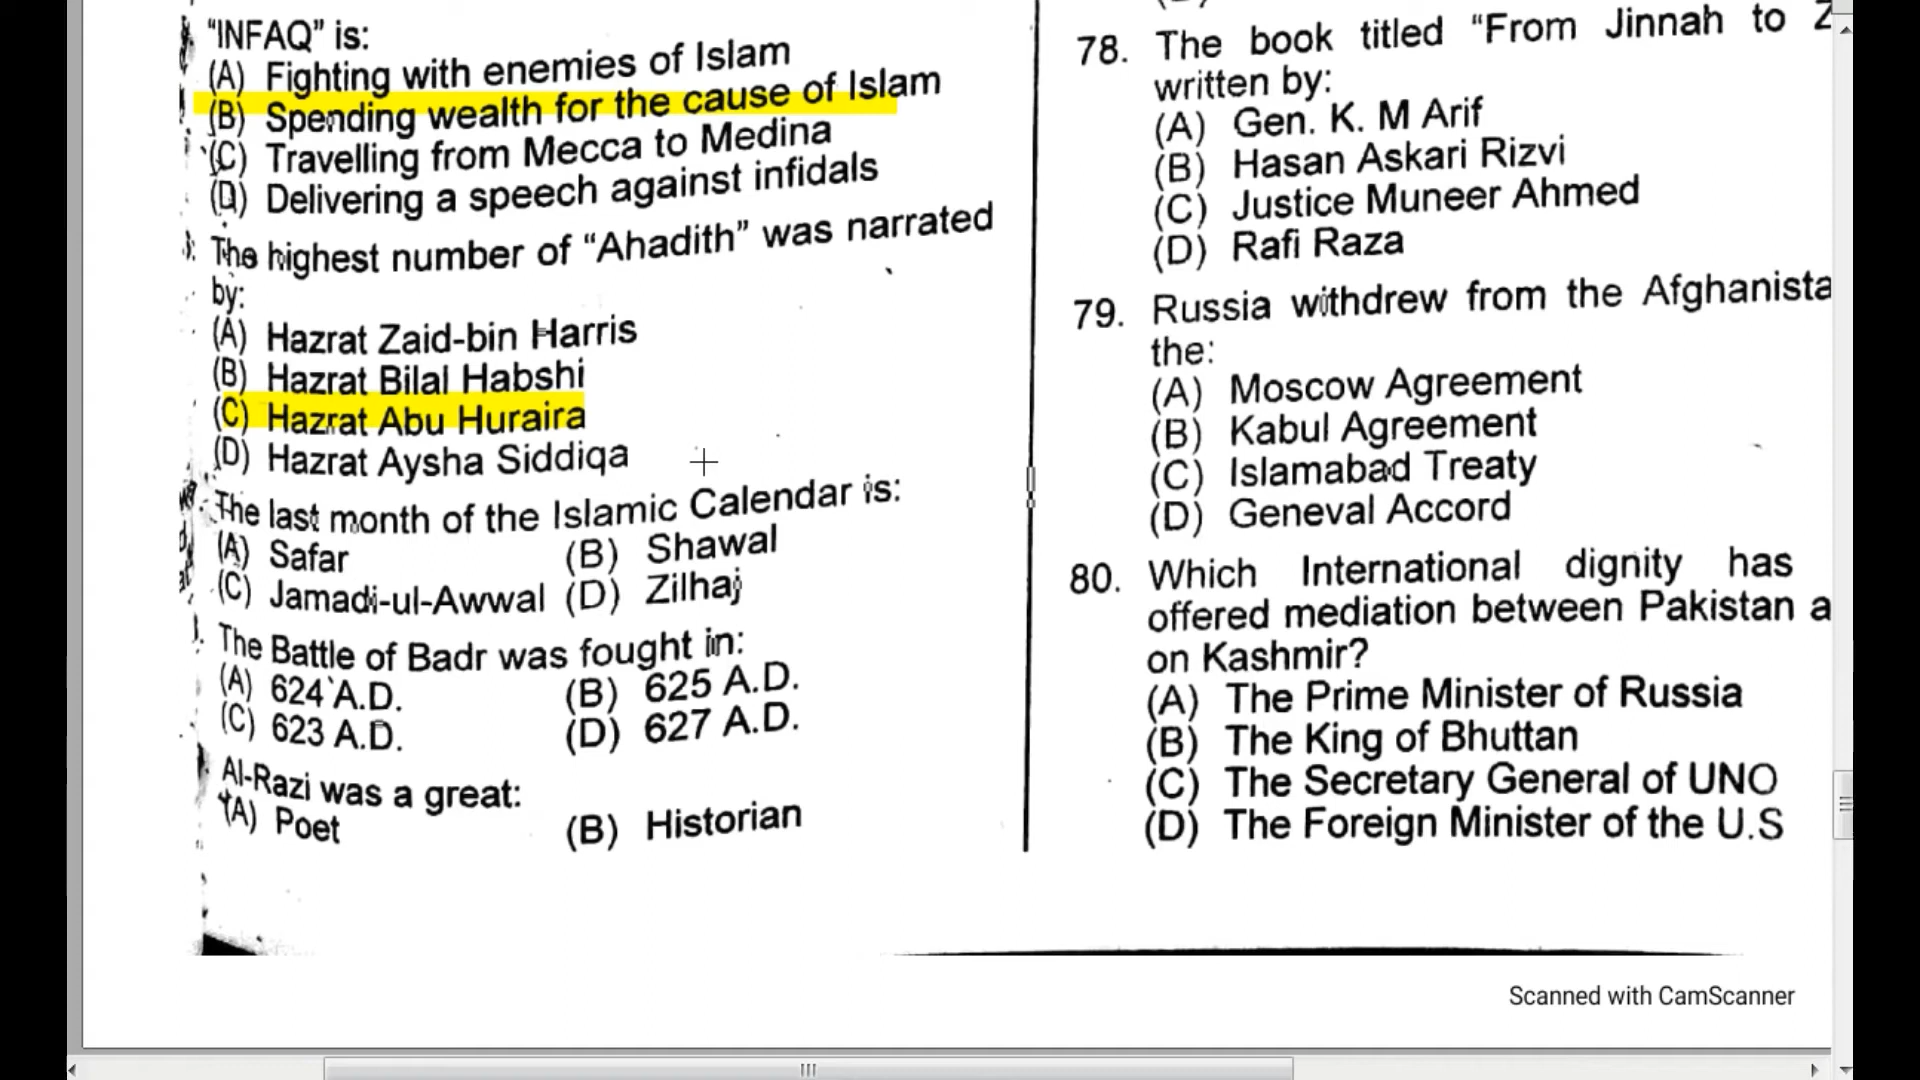 "INFAQ" is:
(A) Fighting with enemies of Islam
(B) Spending wealth for the cause of Islam
(C) Travelling from Mecca to Medina
(D) Delivering a speech against infidals
The highest number of "Ahadith" was narrated
by:
(A) Hazrat Zaid-bin Harris
(B) Hazrat Bilal Habshi
(C) Hazrat Abu Huraira
(D) Hazrat Aysha Siddiqa
The last month of the Islamic Calendar is:
(A) Safar (B) Shawal
(C) Jamadi-ul-Awwal (D) Zilhaj
The Battle of Badr was fought in:
(A) 624 A.D. (B) 625 A.D.
(C) 623 A.D. (D) 627 A.D.
Al-Razi was a great:
(A) Poet (B) Historian
78. The book titled "From Jinnah to Z
written by:
(A) Gen. K. M Arif
(B) Hasan Askari Rizvi
(C) Justice Muneer Ahmed
(D) Rafi Raza
79. Russia withdrew from the Afghanista
the:
(A) Moscow Agreement
(B) Kabul Agreement
(C) Islamabad Treaty
(D) Geneval Accord
80. Which International dignity has
offered mediation between Pakistan a
on Kashmir?
(A) The Prime Minister of Russia
(B) The King of Bhuttan
(C) The Secretary General of UNO
(D) The Foreign Minister of the U.S
Scanned with CamScanner